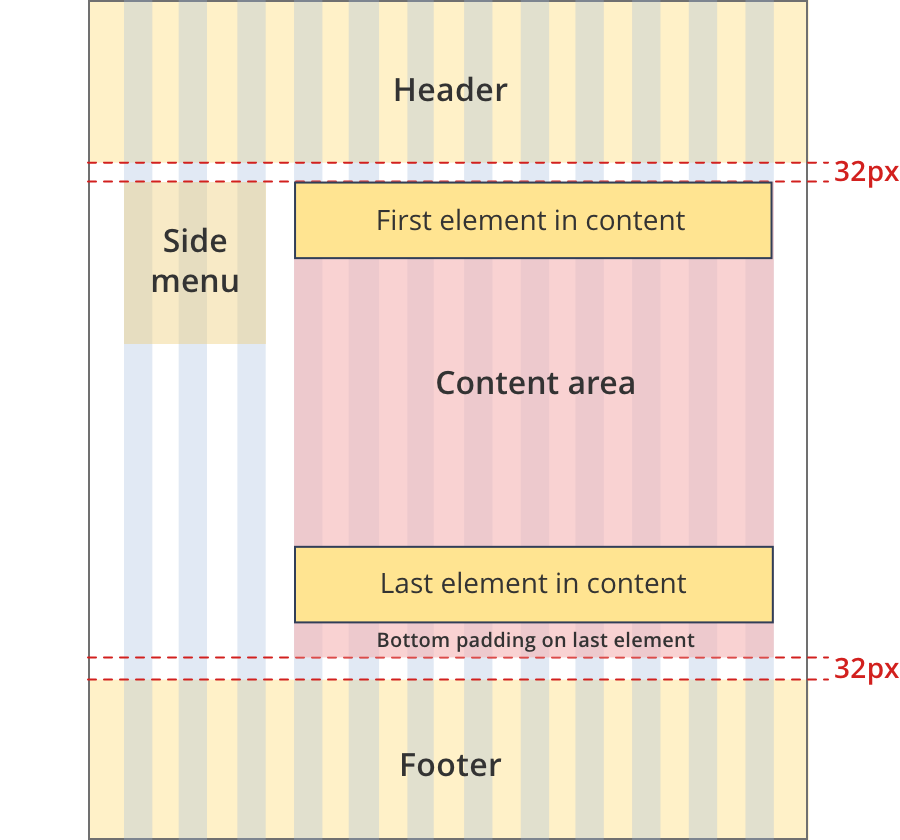 Header
32px
First element in content
Side
menu
Content area
Last element in content
Bottom padding on last element
32px
Footer